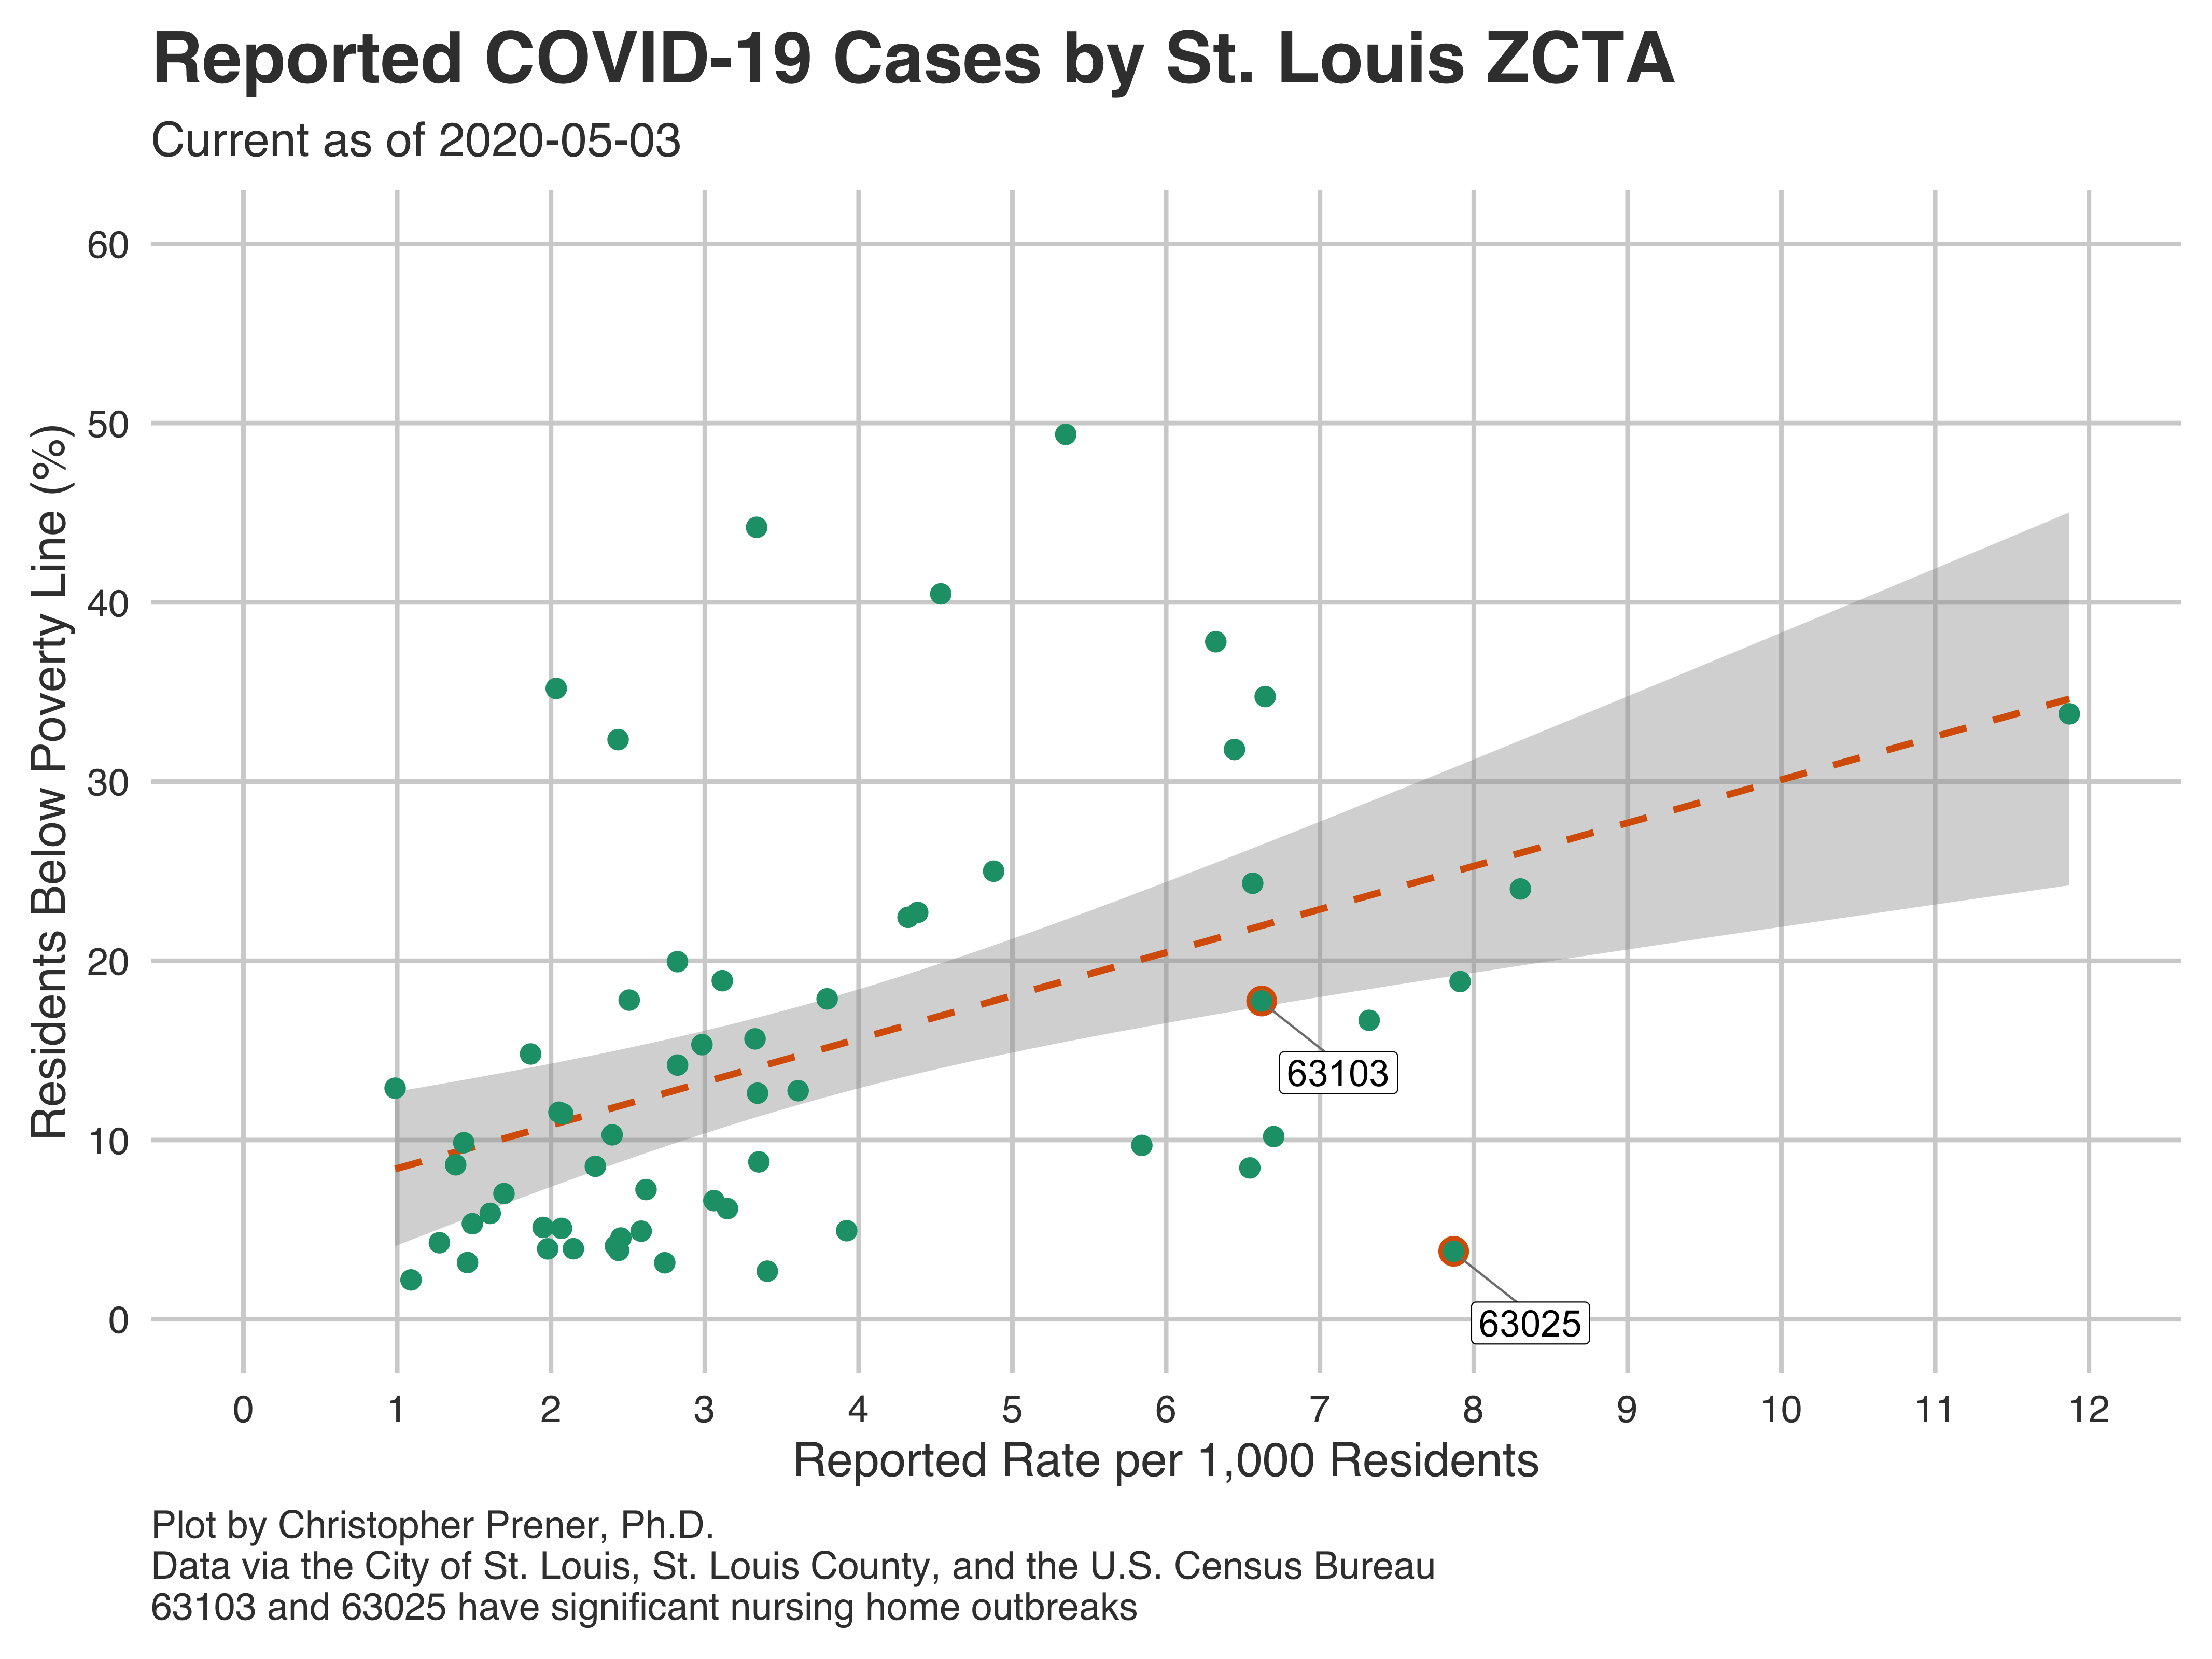 Reported COVID-19 Cases by St. Louis ZCTA
Current as of 2020-05-03
Residents Below Poverty Line (%)
60
50
40
30
20
10
0
63103
63025
0 1 2 3 4 5 6 7 8 9 10 11 12
Reported Rate per 1,000 Residents
Plot by Christopher Prener, Ph.D.
Data via the City of St. Louis, St. Louis County, and the U.S. Census Bureau
63103 and 63025 have significant nursing home outbreaks